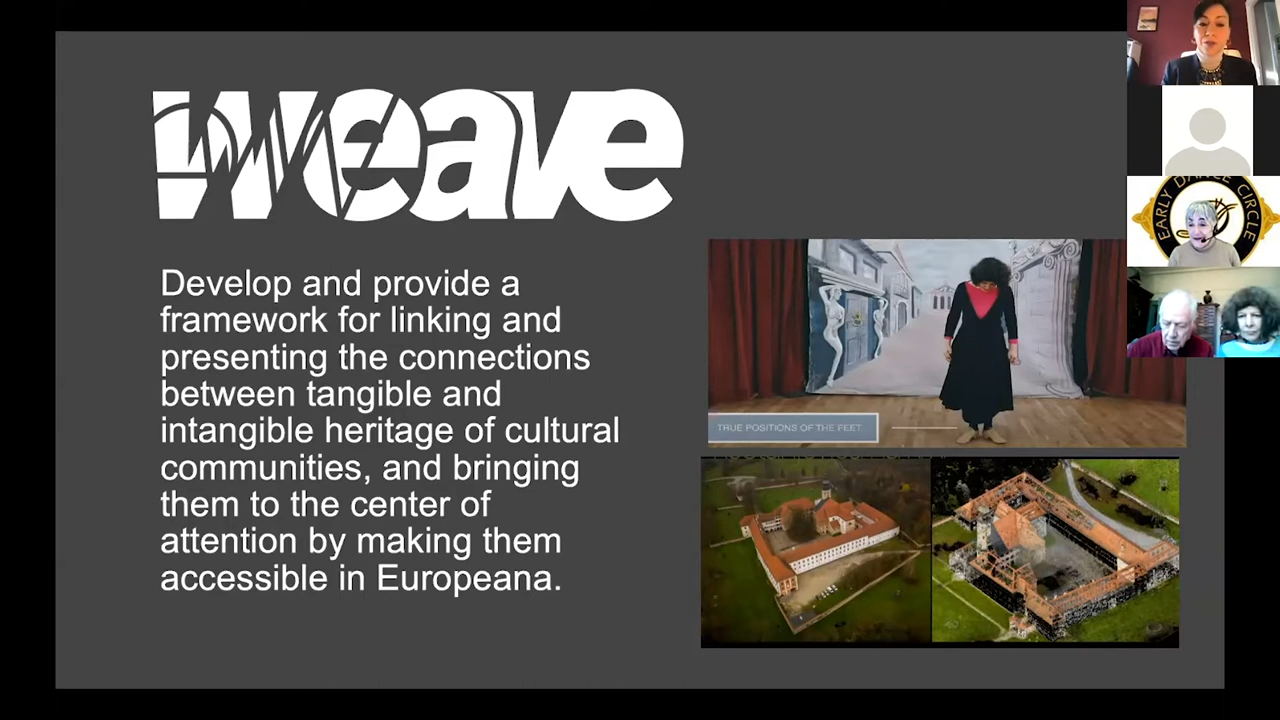 weave
Develop and provide a
framework for linking and
presenting the connections
between tangible and
intangible heritage of cultural
communities, and bringing
them to the center of
attention by making them
accessible in Europeana.
TRUE POSITIONS OF THE FEET
EARLY DANCE CIRCLE